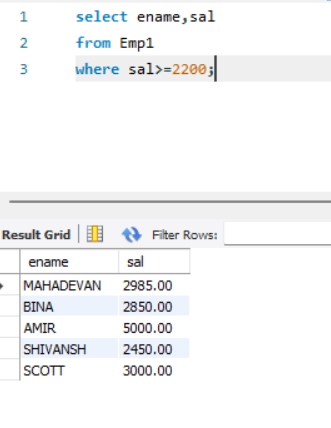 1 select ename,sal
2 from Emp1
3 where sal>=2200;
Result Grid Filter Rows:
ename sal
MAHADEVAN 2985.00
BINA 2850.00
AMIR 5000.00
SHIVANSH 2450.00
SCOTT 3000.00